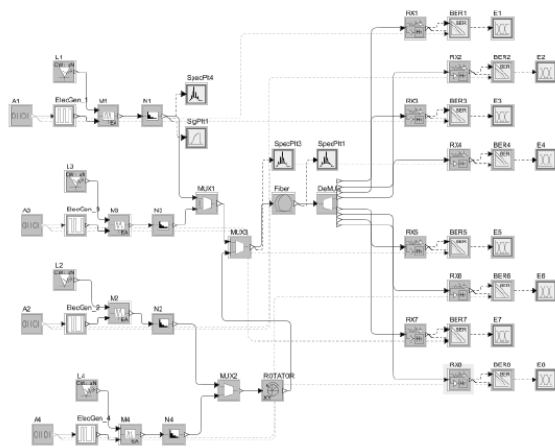 RX1 BER1 E1
L1 RX2 BER2 E2
SpecPlt4
A1 ElecGen_1 M1 N1 RX3 BER3 E3
SigPlt1
SpecPlt3 SpecPlt1 RX4 BER4 E4
L3 MUX1 Fiber DeMUX
A3 ElecGen_3 M3 N3 MUX3 RX5 BER5 E5
L2 RX6 BER6 E6
A2 ElecGen_2 M2 N2 RX7 BER7 E7
L4 MUX2 ROTATOR RX8 BER8 E8
A4 ElecGen_4 M4 N4